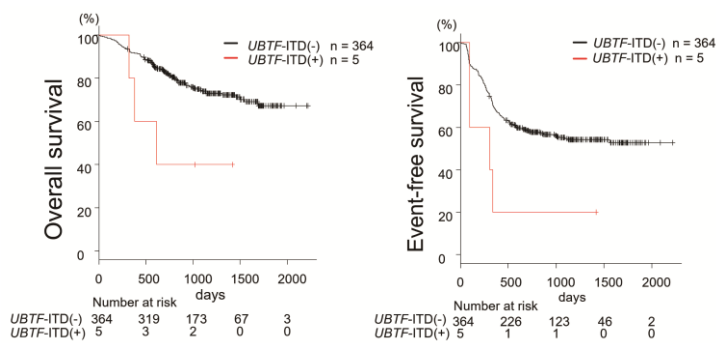 (%)
UBTF-ITD(-) n = 364
UBTF-ITD(+) n = 5
Overall survival
100
80
60
40
20
0
0 500 1000 1500 2000
days
Number at risk
UBTF-ITD(-) 364 319 173 67 3
UBTF-ITD(+) 5 3 2 0 0
(%)
UBTF-ITD(-) n = 364
UBTF-ITD(+) n = 5
Event-free survival
100
80
60
40
20
0
0 500 1000 1500 2000
days
Number at risk
UBTF-ITD(-) 364 226 123 46 2
UBTF-ITD(+) 5 1 1 0 0